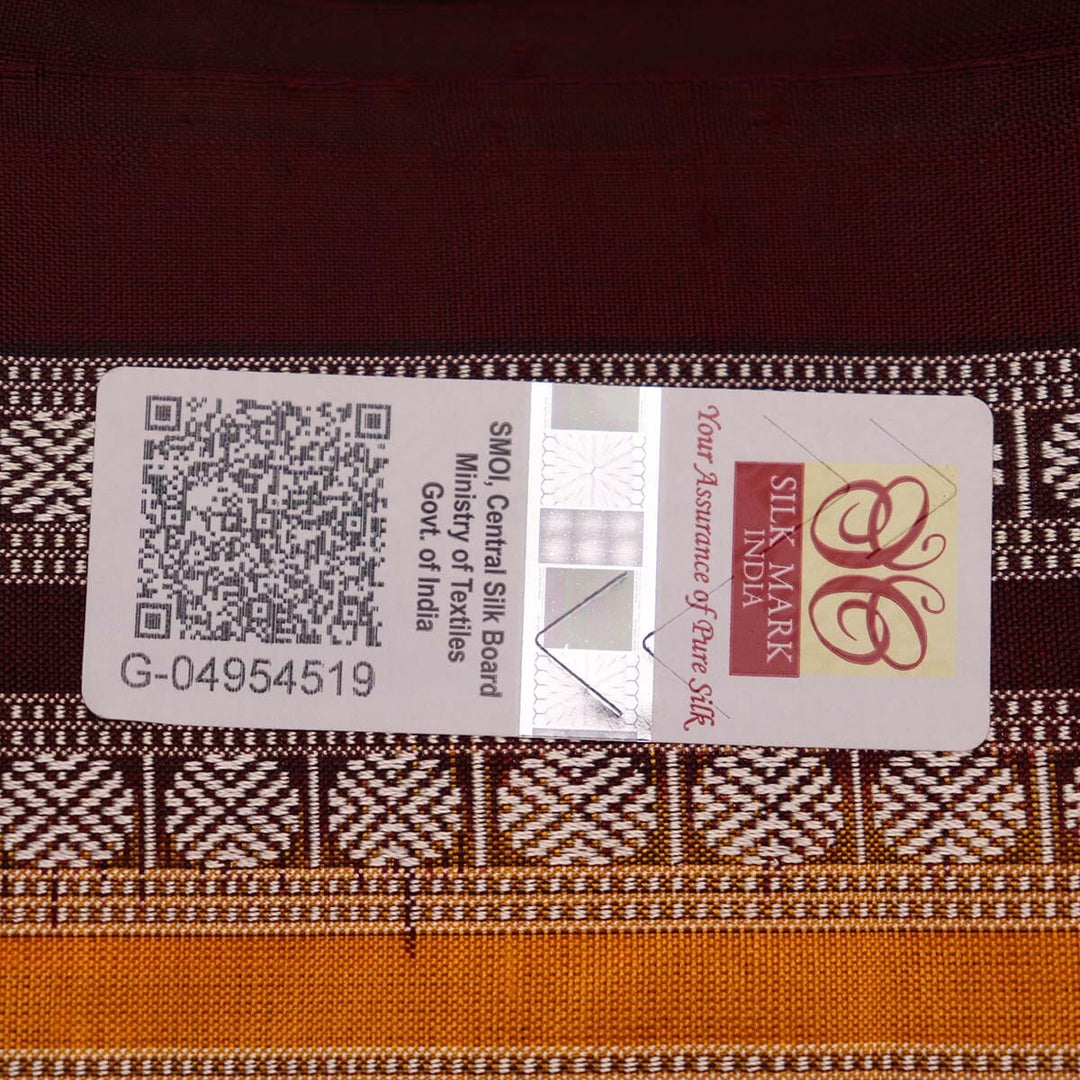 G-04954519
SMOI, Central Silk Board
Ministry of Textiles
Govt. of India
Your Assurance of Pure Silk
SILK MARK
INDIA